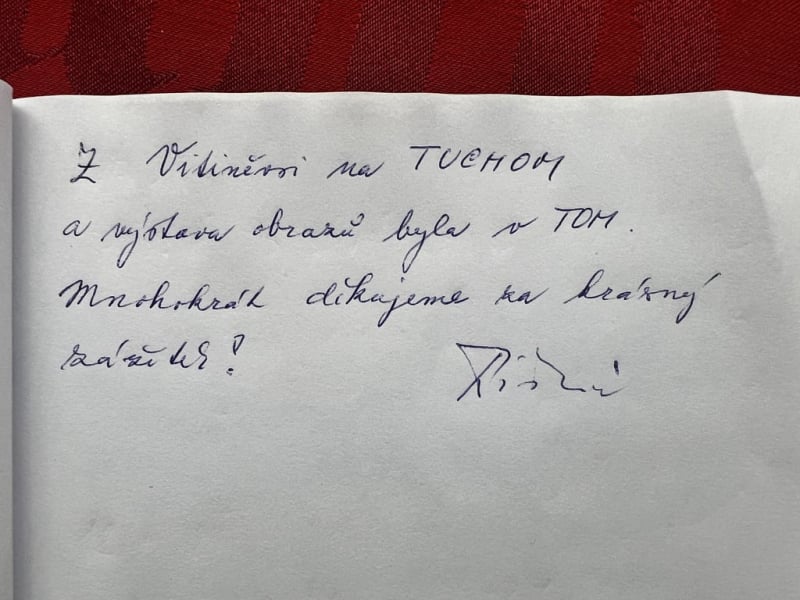 Z Vitiněvsi na TUCHOM
a výstava obrazů byla v TOM.
Mnohokrát děkujeme za krásný
zážitek!